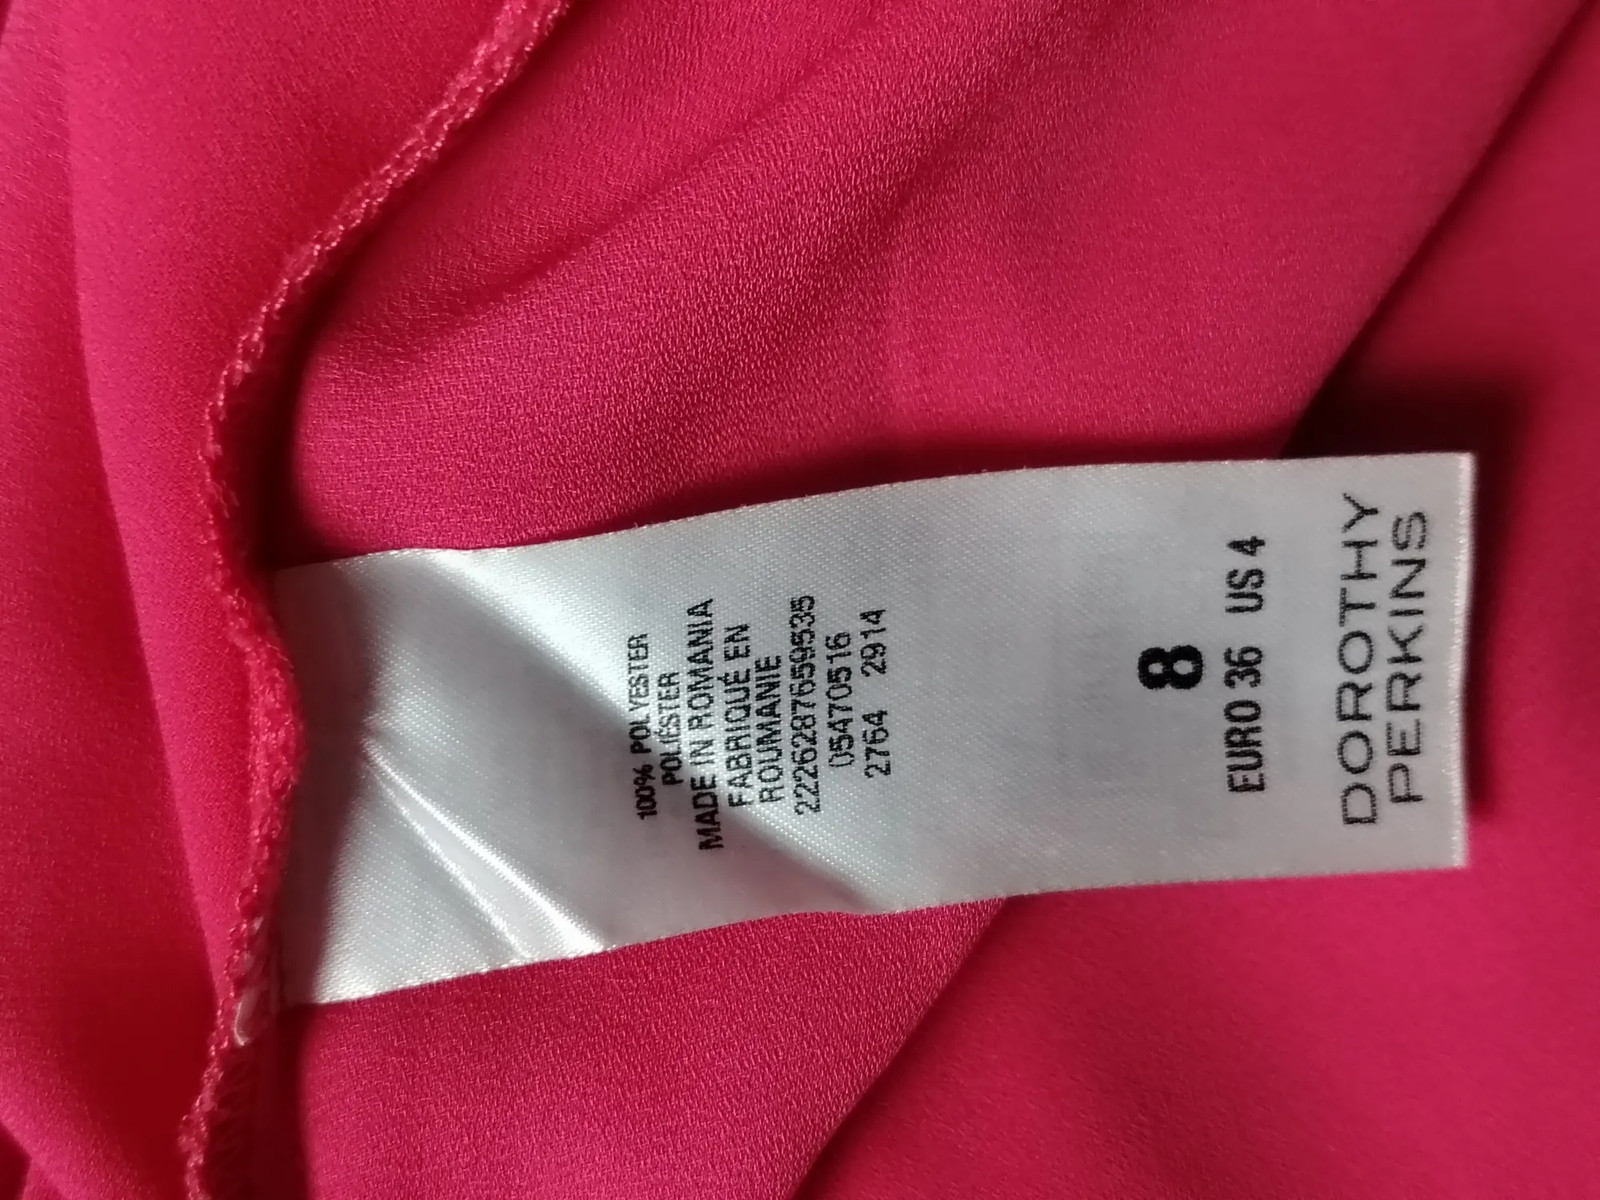 100% POLYESTER
POLIÉSTER
MADE IN ROMANIA
FABRIQUÉ EN
ROUMANIE
2226287659535
05470516
2764 2914
8
EURO 36 US 4
DOROTHY
PERKINS